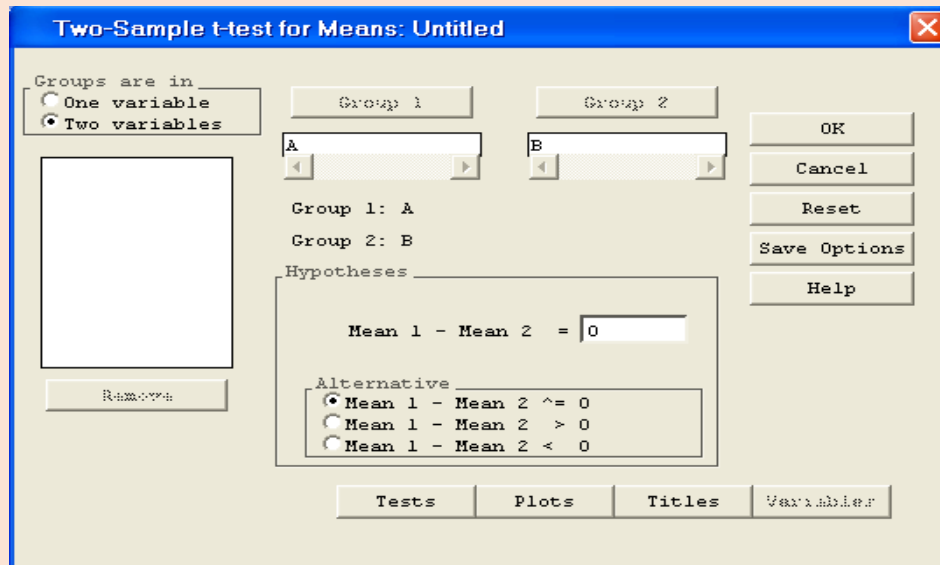 Two-Sample t-test for Means: Untitled
Groups are in
One variable
Two variables
Group 1
Group 2
A
B
Group 1: A
Group 2: B
OK
Cancel
Reset
Save Options
Help
Remove
Hypotheses
Mean 1 - Mean 2 = 0
Alternative
Mean 1 - Mean 2 ^= 0
Mean 1 - Mean 2 > 0
Mean 1 - Mean 2 < 0
Tests
Plots
Titles
Variables